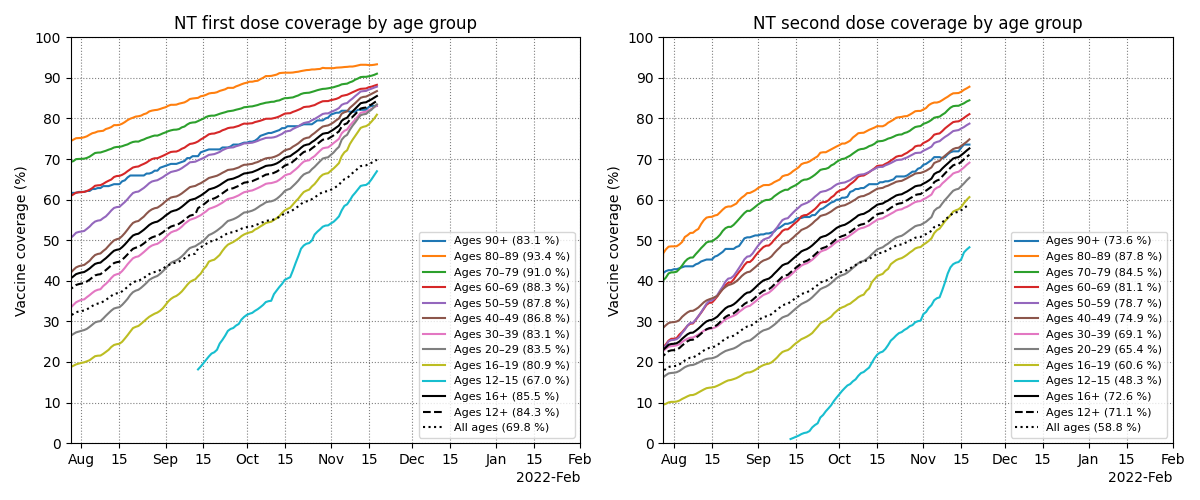 NT first dose coverage by age group
Vaccine coverage (%)
100
90
80
70
60
50
40
30
20
10
0
Ages 90+ (83.1 %)
Ages 80–89 (93.4 %)
Ages 70–79 (91.0 %)
Ages 60–69 (88.3 %)
Ages 50–59 (87.8 %)
Ages 40–49 (86.8 %)
Ages 30–39 (83.1 %)
Ages 20–29 (83.5 %)
Ages 16–19 (80.9 %)
Ages 12–15 (67.0 %)
Ages 16+ (85.5 %)
Ages 12+ (84.3 %)
All ages (69.8 %)
Aug 15 Sep 15 Oct 15 Nov 15 Dec 15 Jan 15 Feb
2022-Feb
NT second dose coverage by age group
Vaccine coverage (%)
100
90
80
70
60
50
40
30
20
10
0
Ages 90+ (73.6 %)
Ages 80–89 (87.8 %)
Ages 70–79 (84.5 %)
Ages 60–69 (81.1 %)
Ages 50–59 (78.7 %)
Ages 40–49 (74.9 %)
Ages 30–39 (69.1 %)
Ages 20–29 (65.4 %)
Ages 16–19 (60.6 %)
Ages 12–15 (48.3 %)
Ages 16+ (72.6 %)
Ages 12+ (71.1 %)
All ages (58.8 %)
Aug 15 Sep 15 Oct 15 Nov 15 Dec 15 Jan 15 Feb
2022-Feb